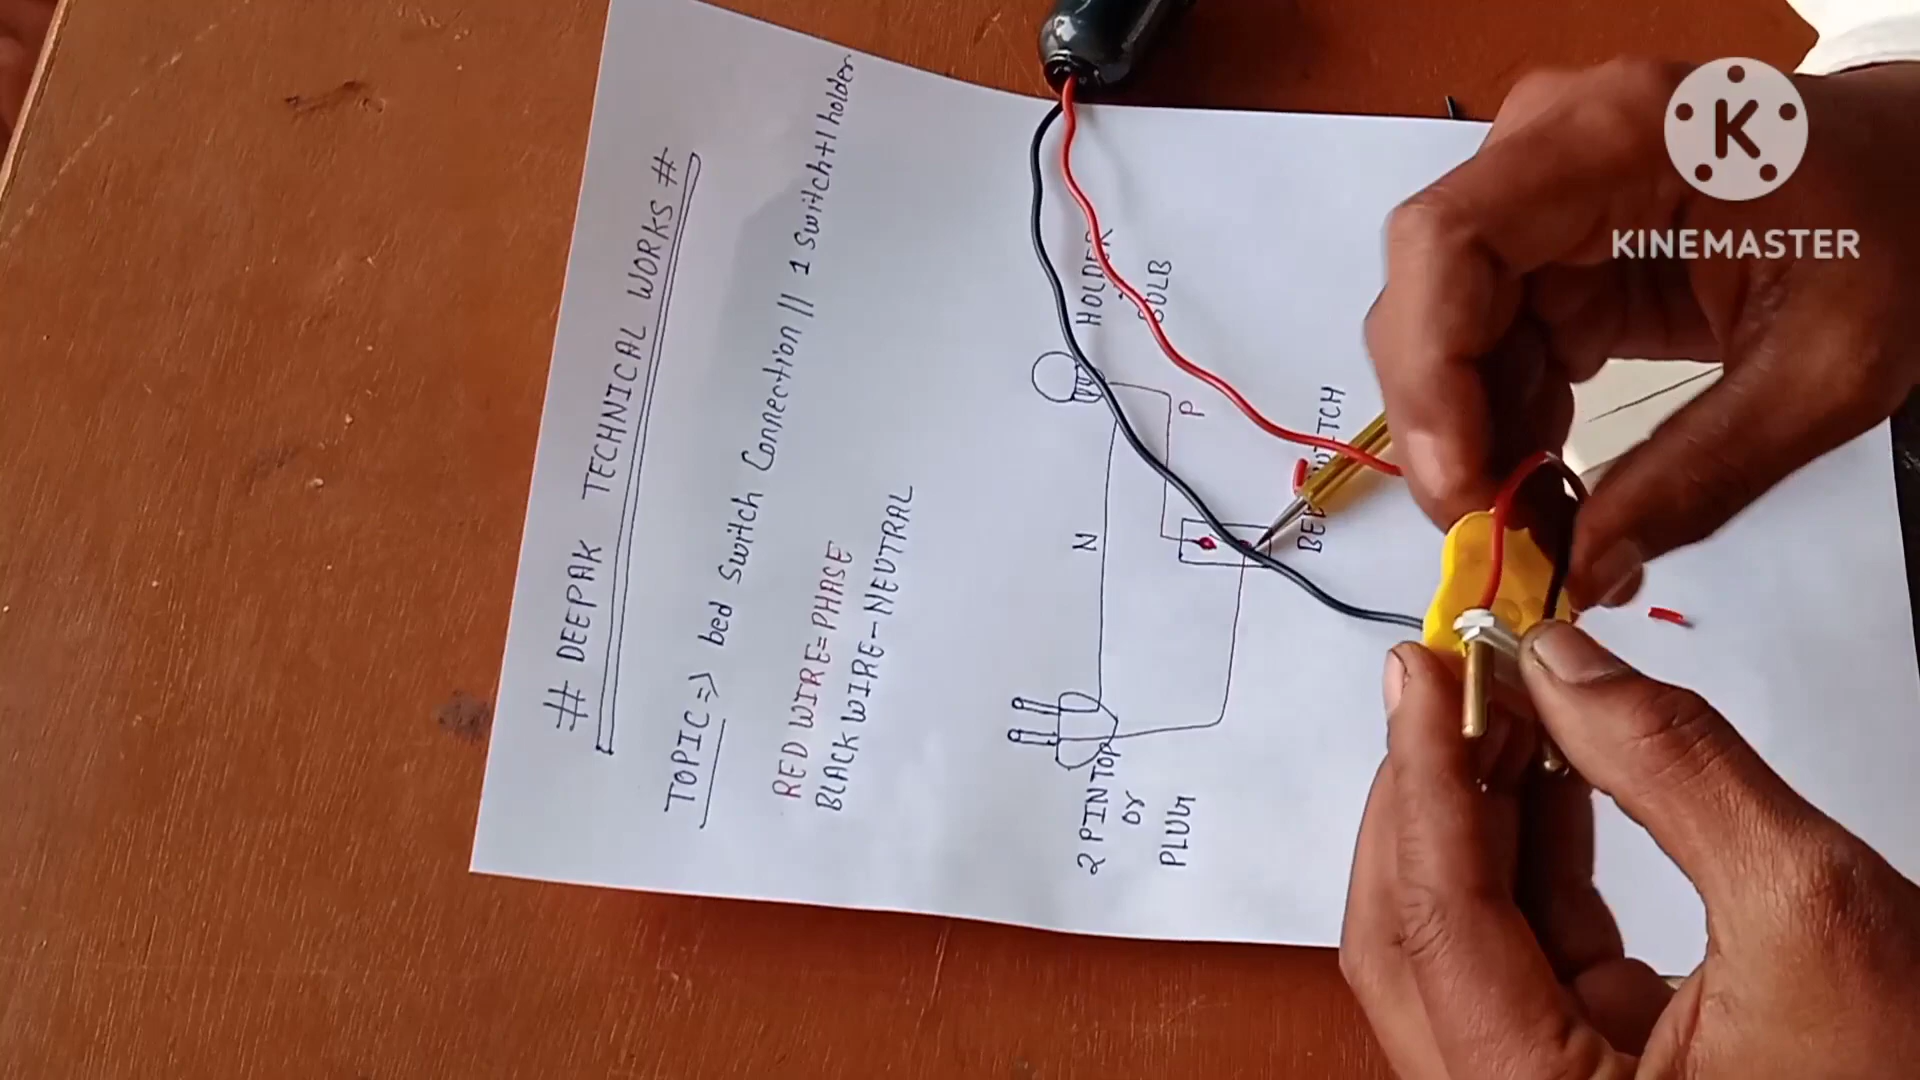 # DEEPAK TECHNICAL WORKS #
TOPIC => bed Switch Connection // 1 Switch+1 holder
RED WIRE=PHASE
BLACK WIRE-NEUTRAL
HOLDER
BULB
P
N
2 PIN TOP
or
PLUG
K
KINEMASTER